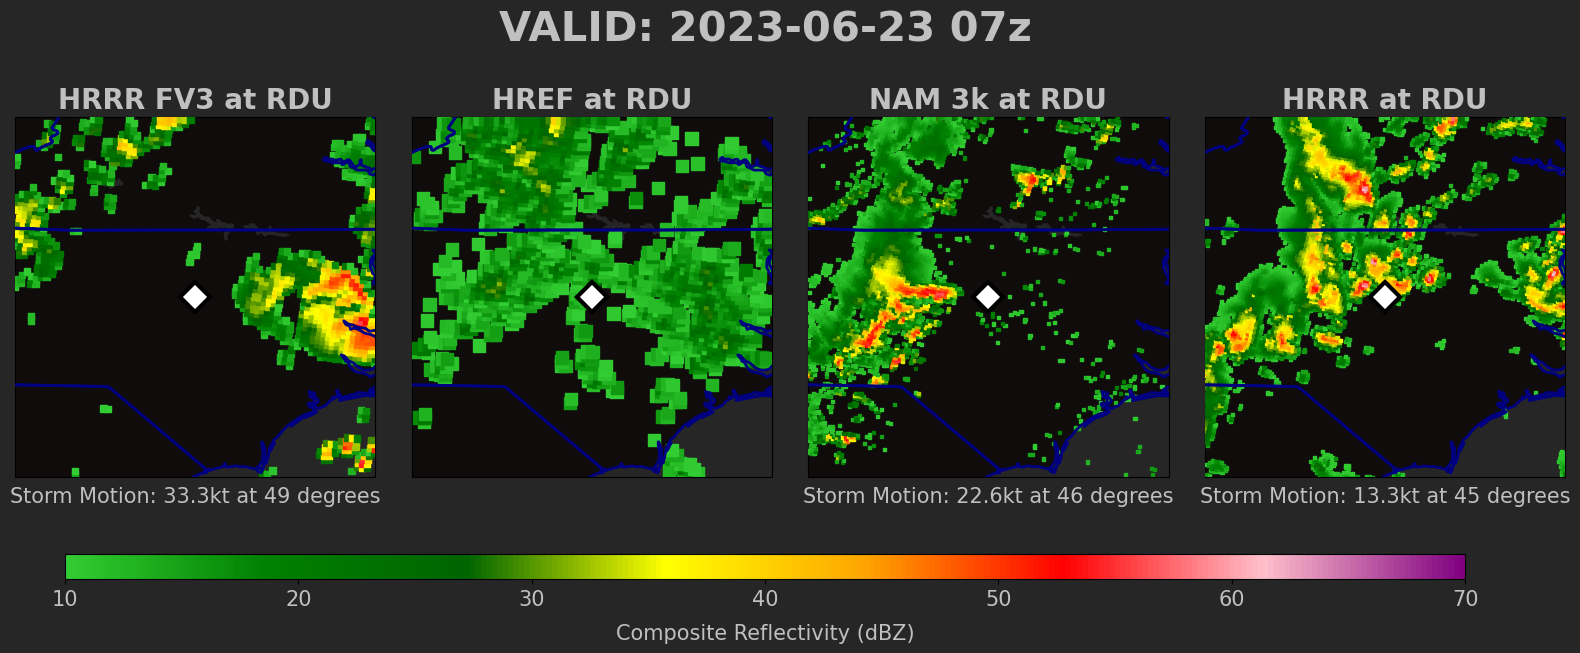 VALID: 2023-06-23 07z
HRRR FV3 at RDU
HREF at RDU
NAM 3k at RDU
HRRR at RDU
Storm Motion: 33.3kt at 49 degrees
Storm Motion: 22.6kt at 46 degrees
Storm Motion: 13.3kt at 45 degrees
10 20 30 40 50 60 70
Composite Reflectivity (dBZ)